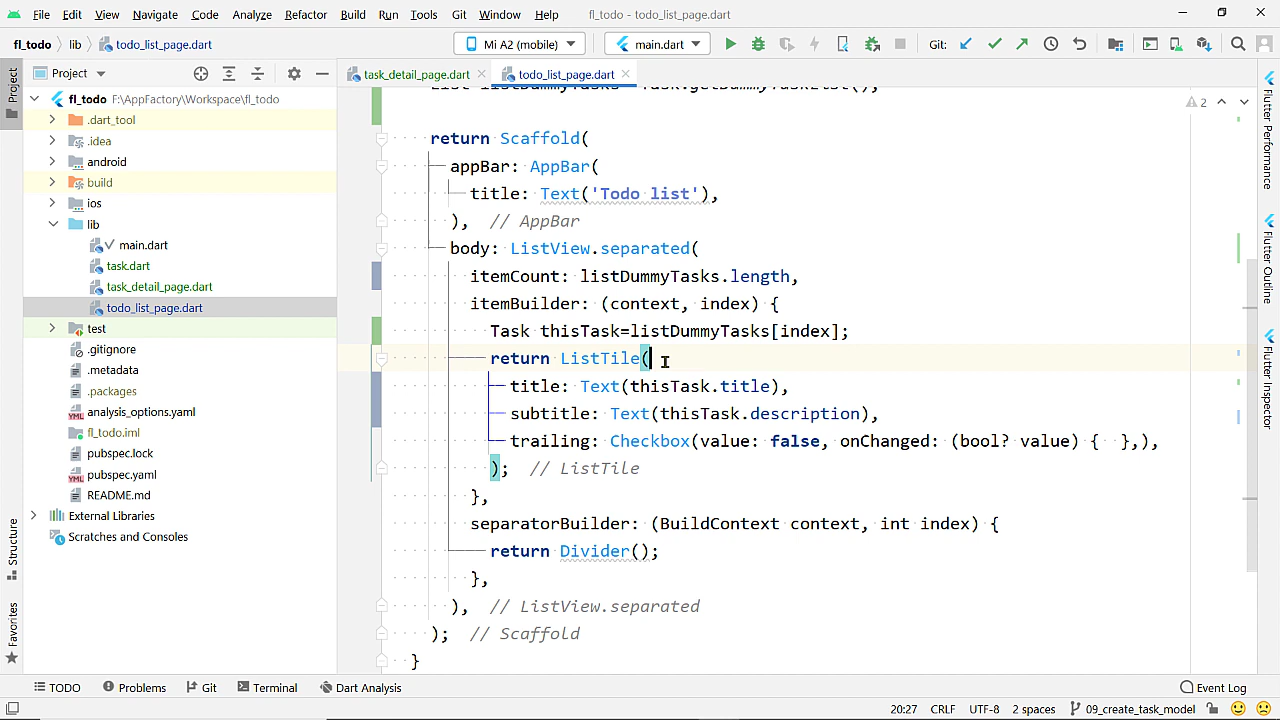 File Edit View Navigate Code Analyze Refactor Build Run Tools Git Window Help fl_todo - todo_list_page.dart
fl_todo lib todo_list_page.dart Mi A2 (mobile) main.dart Git:
Project task_detail_page.dart todo_list_page.dart
fl_todo F:\AppFactory\Workspace\fl_todo
.dart_tool
.idea
android
build
ios
lib
main.dart
task.dart
task_detail_page.dart
todo_list_page.dart
test
.gitignore
.metadata
.packages
analysis_options.yaml
fl_todo.iml
pubspec.lock
pubspec.yaml
README.md
External Libraries
Scratches and Consoles
Project
Structure
Favorites
List listDummyTasks = Task.getDummyTaskList();
2
return Scaffold(
appBar: AppBar(
title: Text('Todo list'),
), // AppBar
body: ListView.separated(
itemCount: listDummyTasks.length,
itemBuilder: (context, index) {
Task thisTask=listDummyTasks[index];
return ListTile(
title: Text(thisTask.title),
subtitle: Text(thisTask.description),
trailing: Checkbox(value: false, onChanged: (bool? value) { },),
); // ListTile
},
separatorBuilder: (BuildContext context, int index) {
return Divider();
},
), // ListView.separated
); // Scaffold
}
Flutter Performance
Flutter Outline
Flutter Inspector
TODO Problems Git Terminal Dart Analysis Event Log
20:27 CRLF UTF-8 2 spaces 09_create_task_model